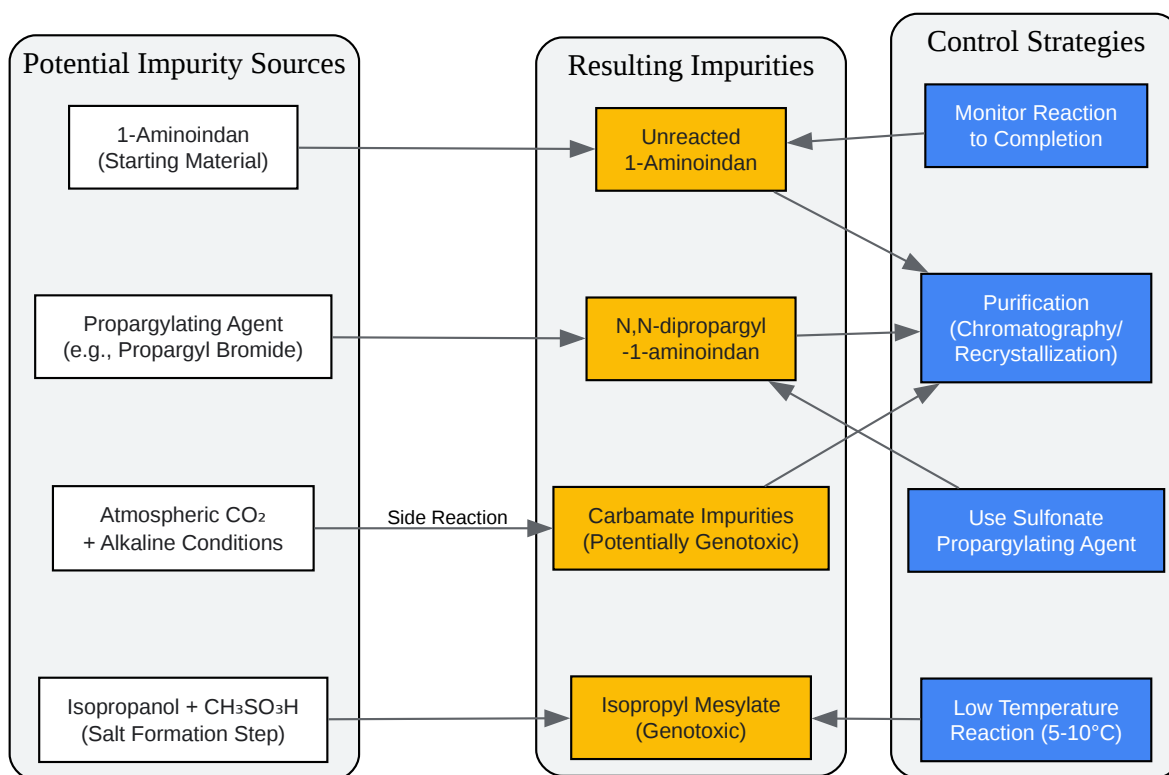 Potential Impurity Sources
1-Aminoindan
(Starting Material)
Propargylating Agent
(e.g., Propargyl Bromide)
Atmospheric CO₂
+ Alkaline Conditions
Isopropanol + CH₃SO₃H
(Salt Formation Step)
Side Reaction
Resulting Impurities
Unreacted
1-Aminoindan
N,N-dipropargyl
-1-aminoindan
Carbamate Impurities
(Potentially Genotoxic)
Isopropyl Mesylate
(Genotoxic)
Control Strategies
Monitor Reaction
to Completion
Purification
(Chromatography/
Recrystallization)
Use Sulfonate
Propargylating Agent
Low Temperature
Reaction (5-10°C)